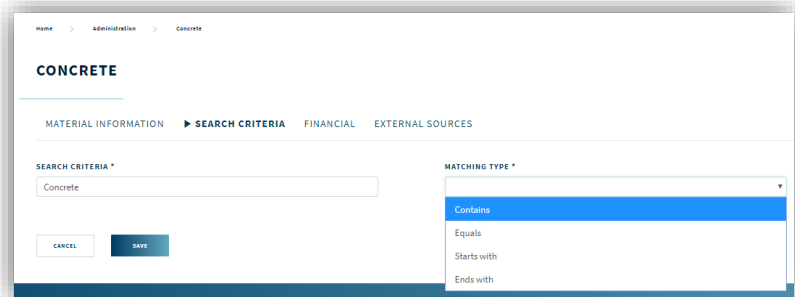 Home > Administration > Concrete
CONCRETE
MATERIAL INFORMATION ▶ SEARCH CRITERIA FINANCIAL EXTERNAL SOURCES
SEARCH CRITERIA * MATCHING TYPE *
Concrete
Contains
Equals
CANCEL SAVE
Starts with
Ends with